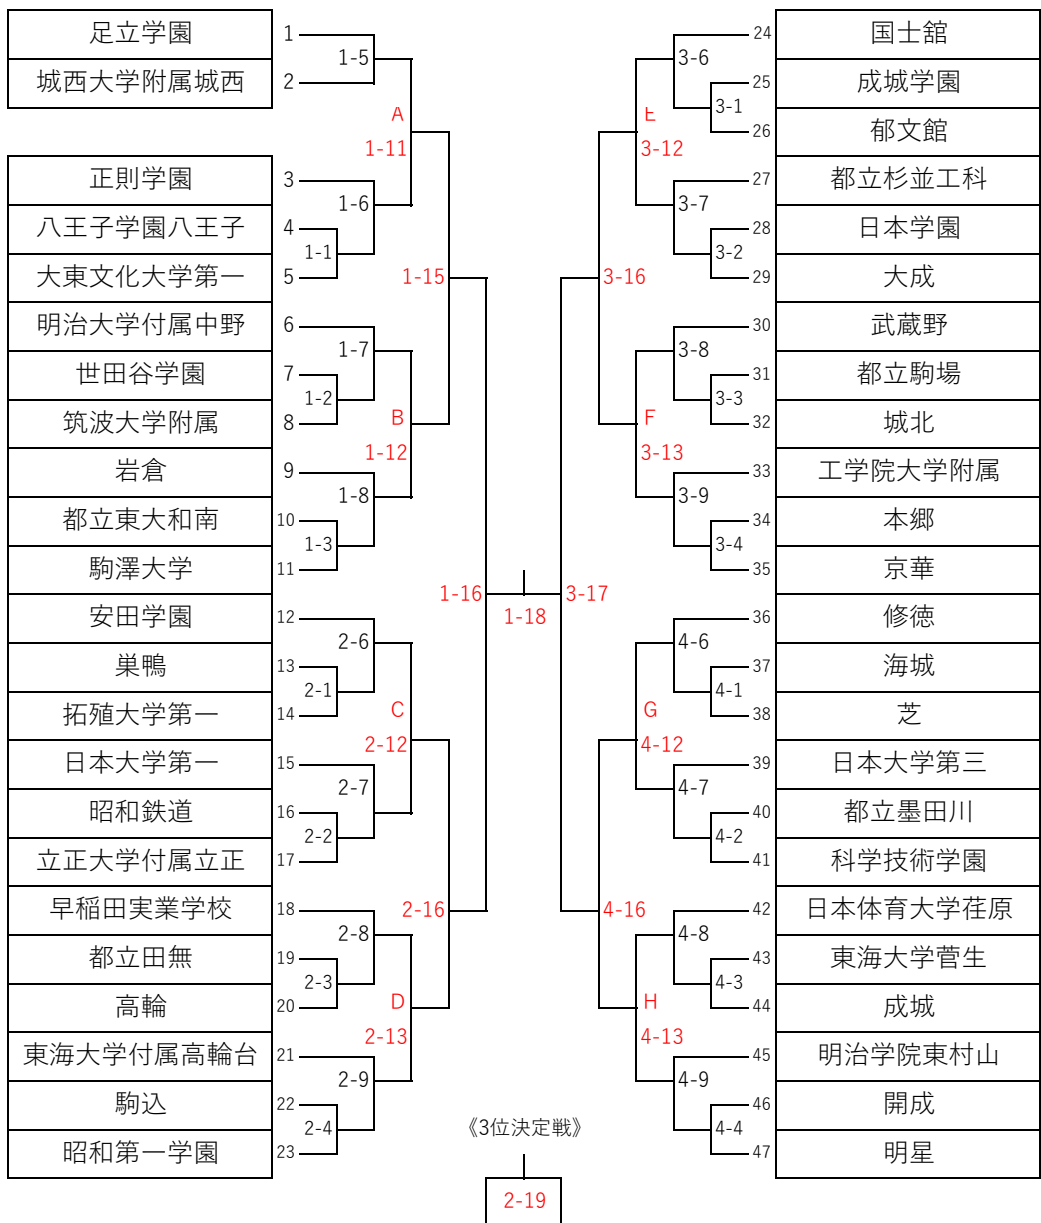 足立学園 1
1-5
城西大学附属城西 2
A
1-11
正則学園 3
1-6
八王子学園八王子 4
1-1
大東文化大学第一 5
1-15
明治大学付属中野 6
1-7
世田谷学園 7
1-2
筑波大学附属 8
B
1-12
岩倉 9
1-8
都立東大和南 10
1-3
駒澤大学 11
1-16
安田学園 12
2-6
巣鴨 13
2-1
拓殖大学第一 14
C
2-12
日本大学第一 15
2-7
昭和鉄道 16
2-2
立正大学付属立正 17
早稲田実業学校 18
2-16
2-8
都立田無 19
2-3
高輪 20
D
2-13
東海大学付属高輪台 21
2-9
駒込 22
2-4
昭和第一学園 23
1-18
《3位決定戦》
2-19
24 国士舘
3-6
25 成城学園
3-1
26 郁文館
E
3-12
27 都立杉並工科
3-7
28 日本学園
3-2
29 大成
3-16
30 武蔵野
3-8
31 都立駒場
3-3
32 城北
F
3-13
33 工学院大学附属
3-9
34 本郷
3-4
35 京華
3-17
36 修徳
4-6
37 海城
4-1
38 芝
G
4-12
39 日本大学第三
4-7
40 都立墨田川
4-2
41 科学技術学園
42 日本体育大学荏原
4-16
4-8
43 東海大学菅生
4-3
44 成城
H
4-13
45 明治学院東村山
4-9
46 開成
4-4
47 明星